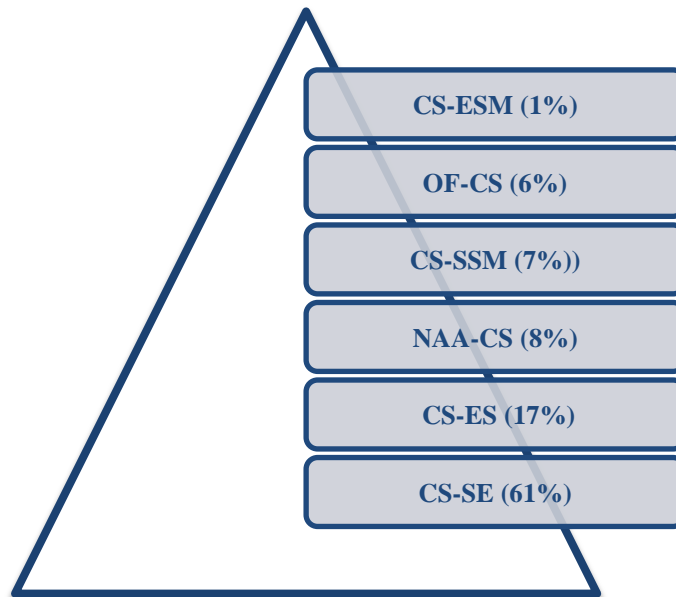 CS-ESM (1%)
OF-CS (6%)
CS-SSM (7%))
NAA-CS (8%)
CS-ES (17%)
CS-SE (61%)